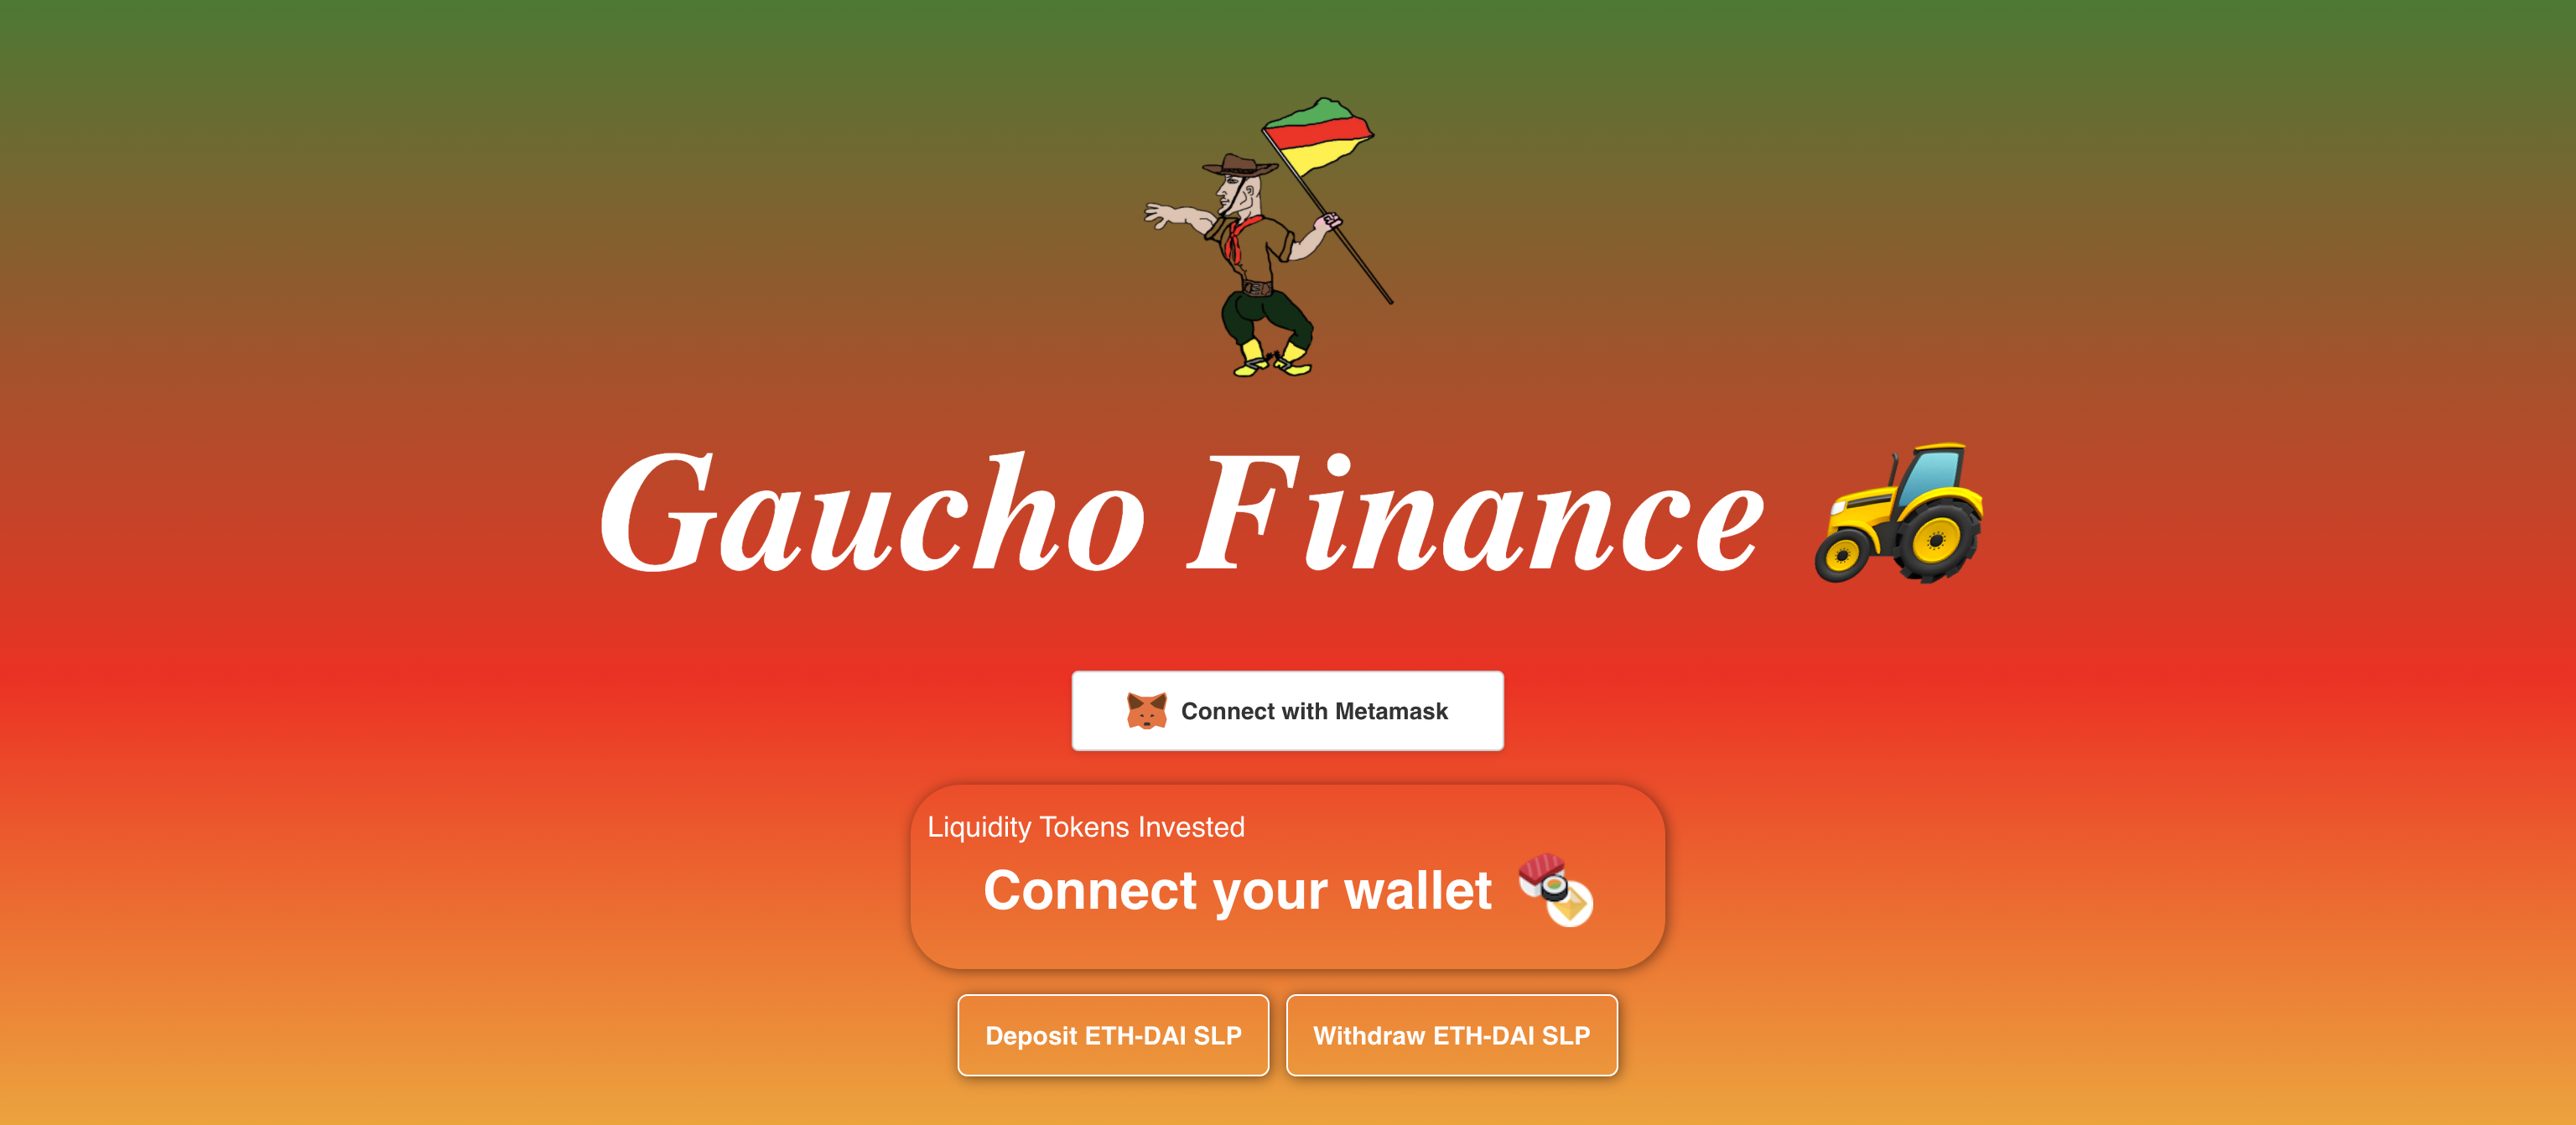 Gaucho Finance
Connect with Metamask
Liquidity Tokens Invested
Connect your wallet
Deposit ETH-DAI SLP
Withdraw ETH-DAI SLP